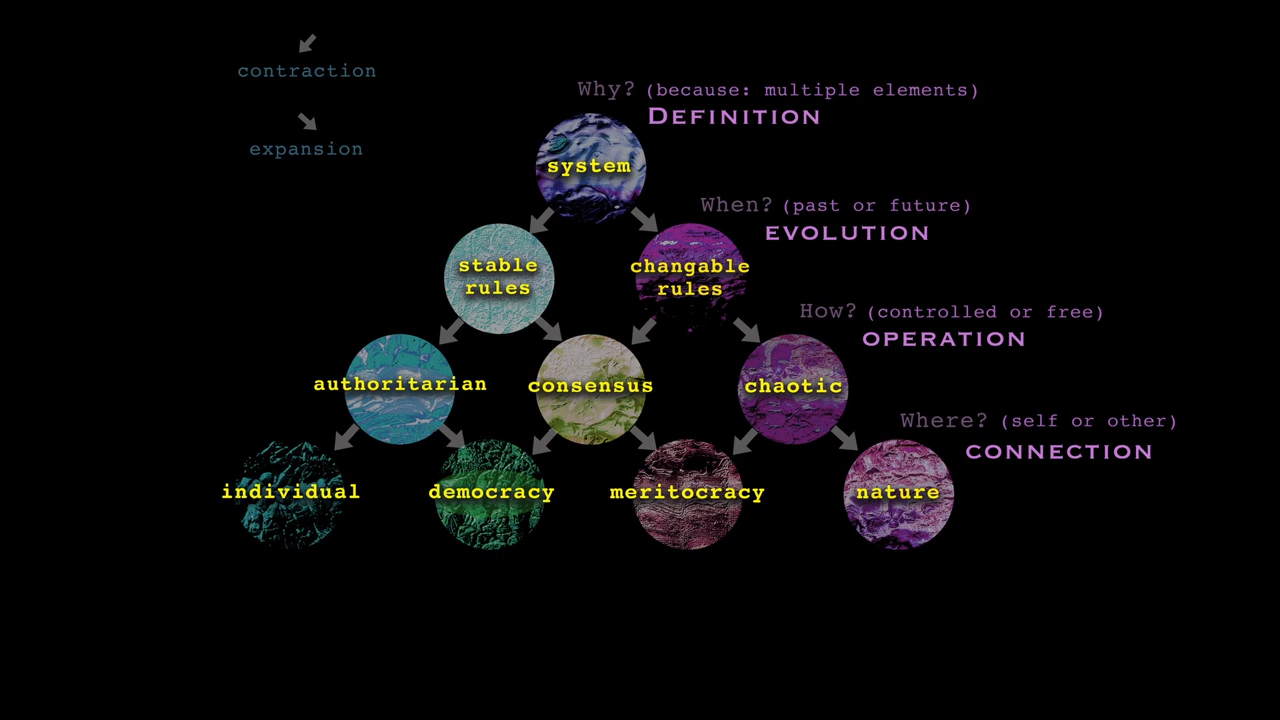 contraction
expansion
Why? (because: multiple elements)
DEFINITION
system
When? (past or future)
EVOLUTION
stable
rules
changable
rules
How? (controlled or free)
OPERATION
authoritarian
consensus
chaotic
Where? (self or other)
CONNECTION
individual
democracy
meritocracy
nature